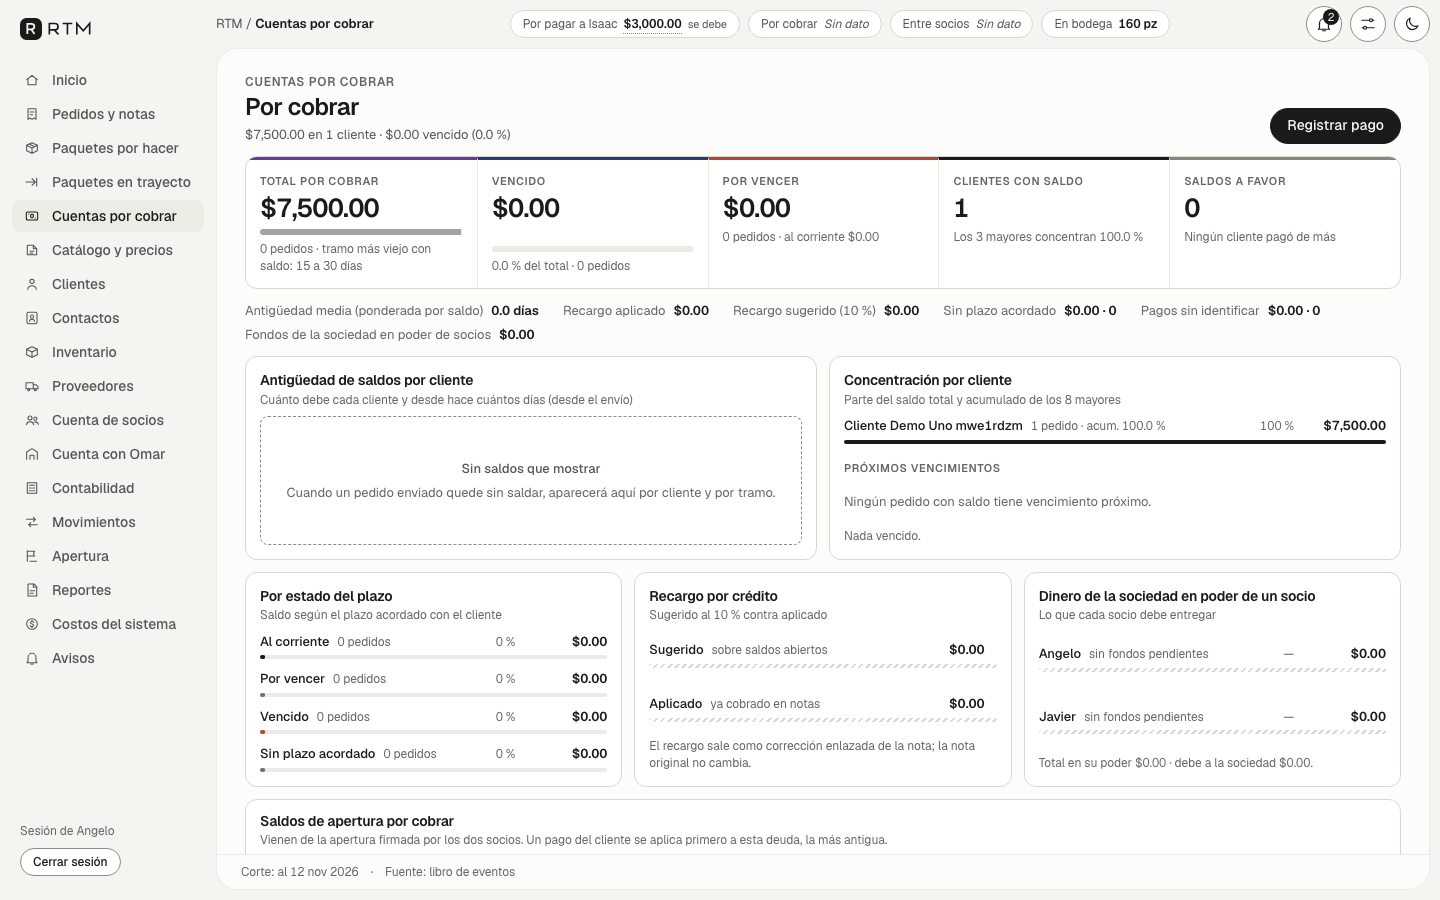 RTM
RTM / Cuentas por cobrar
Por pagar a Isaac $3,000.00 se debe
Por cobrar Sin dato
Entre socios Sin dato
En bodega 160 pz
2
Inicio
Pedidos y notas
Paquetes por hacer
Paquetes en trayecto
Cuentas por cobrar
Catálogo y precios
Clientes
Contactos
Inventario
Proveedores
Cuenta de socios
Cuenta con Omar
Contabilidad
Movimientos
Apertura
Reportes
Costos del sistema
Avisos
Sesión de Angelo
Cerrar sesión
CUENTAS POR COBRAR
Por cobrar
$7,500.00 en 1 cliente · $0.00 vencido (0.0 %)
Registrar pago
TOTAL POR COBRAR
$7,500.00
0 pedidos · tramo más viejo con
saldo: 15 a 30 días
VENCIDO
$0.00
0.0 % del total · 0 pedidos
POR VENCER
$0.00
0 pedidos · al corriente $0.00
CLIENTES CON SALDO
1
Los 3 mayores concentran 100.0 %
SALDOS A FAVOR
0
Ningún cliente pagó de más
Antigüedad media (ponderada por saldo) 0.0 días Recargo aplicado $0.00 Recargo sugerido (10 %) $0.00 Sin plazo acordado $0.00 · 0 Pagos sin identificar $0.00 · 0
Fondos de la sociedad en poder de socios $0.00
Antigüedad de saldos por cliente
Cuánto debe cada cliente y desde hace cuántos días (desde el envío)
Sin saldos que mostrar
Cuando un pedido enviado quede sin saldar, aparecerá aquí por cliente y por tramo.
Concentración por cliente
Parte del saldo total y acumulado de los 8 mayores
Cliente Demo Uno mwe1rdzm 1 pedido · acum. 100.0 % 100 % $7,500.00
PRÓXIMOS VENCIMIENTOS
Ningún pedido con saldo tiene vencimiento próximo.
Nada vencido.
Por estado del plazo
Saldo según el plazo acordado con el cliente
Al corriente 0 pedidos 0 % $0.00
Por vencer 0 pedidos 0 % $0.00
Vencido 0 pedidos 0 % $0.00
Sin plazo acordado 0 pedidos 0 % $0.00
Recargo por crédito
Sugerido al 10 % contra aplicado
Sugerido sobre saldos abiertos $0.00
Aplicado ya cobrado en notas $0.00
El recargo sale como corrección enlazada de la nota; la nota
original no cambia.
Dinero de la sociedad en poder de un socio
Lo que cada socio debe entregar
Angelo sin fondos pendientes — $0.00
Javier sin fondos pendientes — $0.00
Total en su poder $0.00 · debe a la sociedad $0.00.
Saldos de apertura por cobrar
Vienen de la apertura firmada por los dos socios. Un pago del cliente se aplica primero a esta deuda, la más antigua.
Corte: al 12 nov 2026 · Fuente: libro de eventos